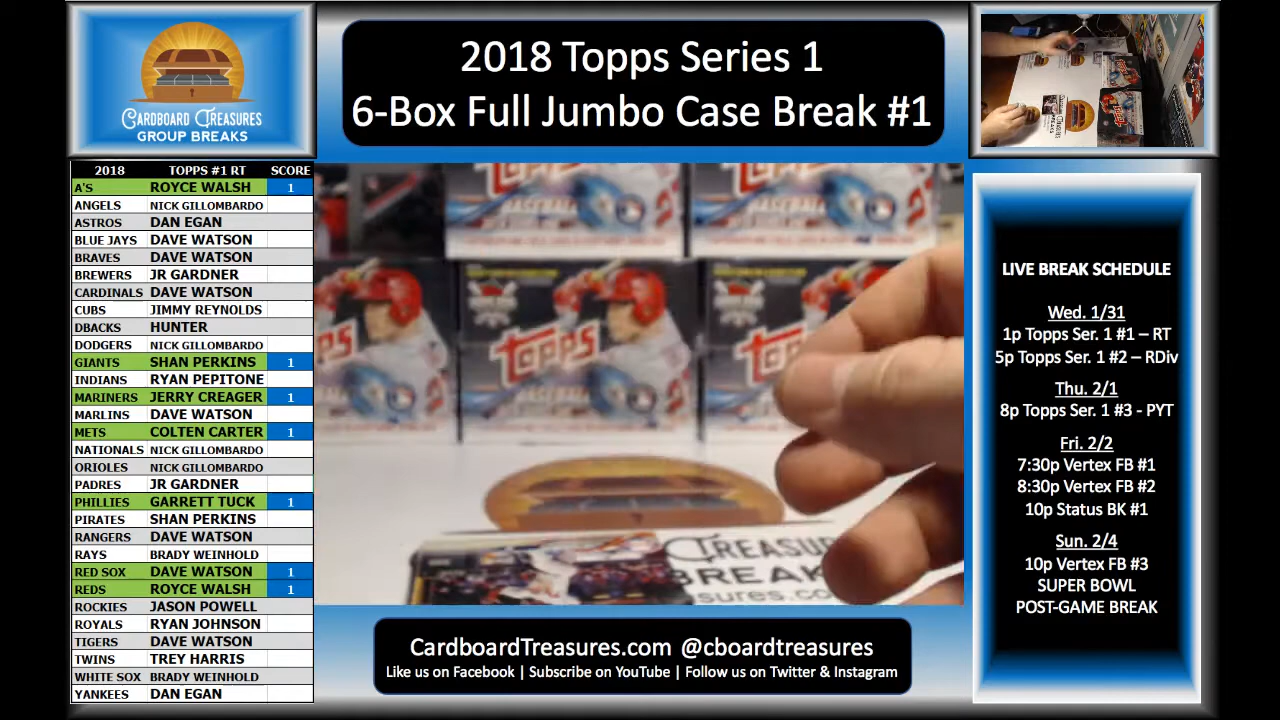 CARDBOARD TREASURES
GROUP BREAKS
2018 Topps Series 1
6-Box Full Jumbo Case Break #1
2018 TOPPS #1 RT SCORE
A'S ROYCE WALSH 1
ANGELS NICK GILLOMBARDO
ASTROS DAN EGAN
BLUE JAYS DAVE WATSON
BRAVES DAVE WATSON
BREWERS JR GARDNER
CARDINALS DAVE WATSON
CUBS JIMMY REYNOLDS
DBACKS HUNTER
DODGERS NICK GILLOMBARDO
GIANTS SHAN PERKINS 1
INDIANS RYAN PEPITONE
MARINERS JERRY CREAGER 1
MARLINS DAVE WATSON
METS COLTEN CARTER 1
NATIONALS NICK GILLOMBARDO
ORIOLES NICK GILLOMBARDO
PADRES JR GARDNER
PHILLIES GARRETT TUCK 1
PIRATES SHAN PERKINS
RANGERS DAVE WATSON
RAYS BRADY WEINHOLD
RED SOX DAVE WATSON 1
REDS ROYCE WALSH 1
ROCKIES JASON POWELL
ROYALS RYAN JOHNSON
TIGERS DAVE WATSON
TWINS TREY HARRIS
WHITE SOX BRADY WEINHOLD
YANKEES DAN EGAN
topps
TREASUR
BREAK
sures.co
LIVE BREAK SCHEDULE
Wed. 1/31
1p Topps Ser. 1 #1 – RT
5p Topps Ser. 1 #2 – RDiv
Thu. 2/1
8p Topps Ser. 1 #3 - PYT
Fri. 2/2
7:30p Vertex FB #1
8:30p Vertex FB #2
10p Status BK #1
Sun. 2/4
10p Vertex FB #3
SUPER BOWL
POST-GAME BREAK
CardboardTreasures.com @cboardtreasures
Like us on Facebook | Subscribe on YouTube | Follow us on Twitter & Instagram